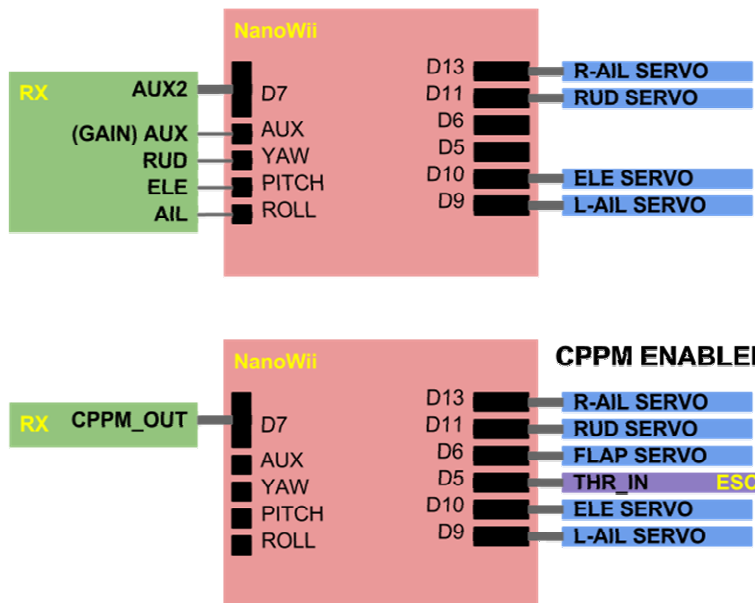 NanoWii
RX AUX2 D7 D13 R-AIL SERVO
D11 RUD SERVO
(GAIN) AUX AUX D6
RUD YAW D5
ELE PITCH D10 ELE SERVO
AIL ROLL D9 L-AIL SERVO
NanoWii CPPM ENABLED
RX CPPM_OUT D7 D13 R-AIL SERVO
D11 RUD SERVO
AUX D6 FLAP SERVO
YAW D5 THR_IN ESC
PITCH D10 ELE SERVO
ROLL D9 L-AIL SERVO